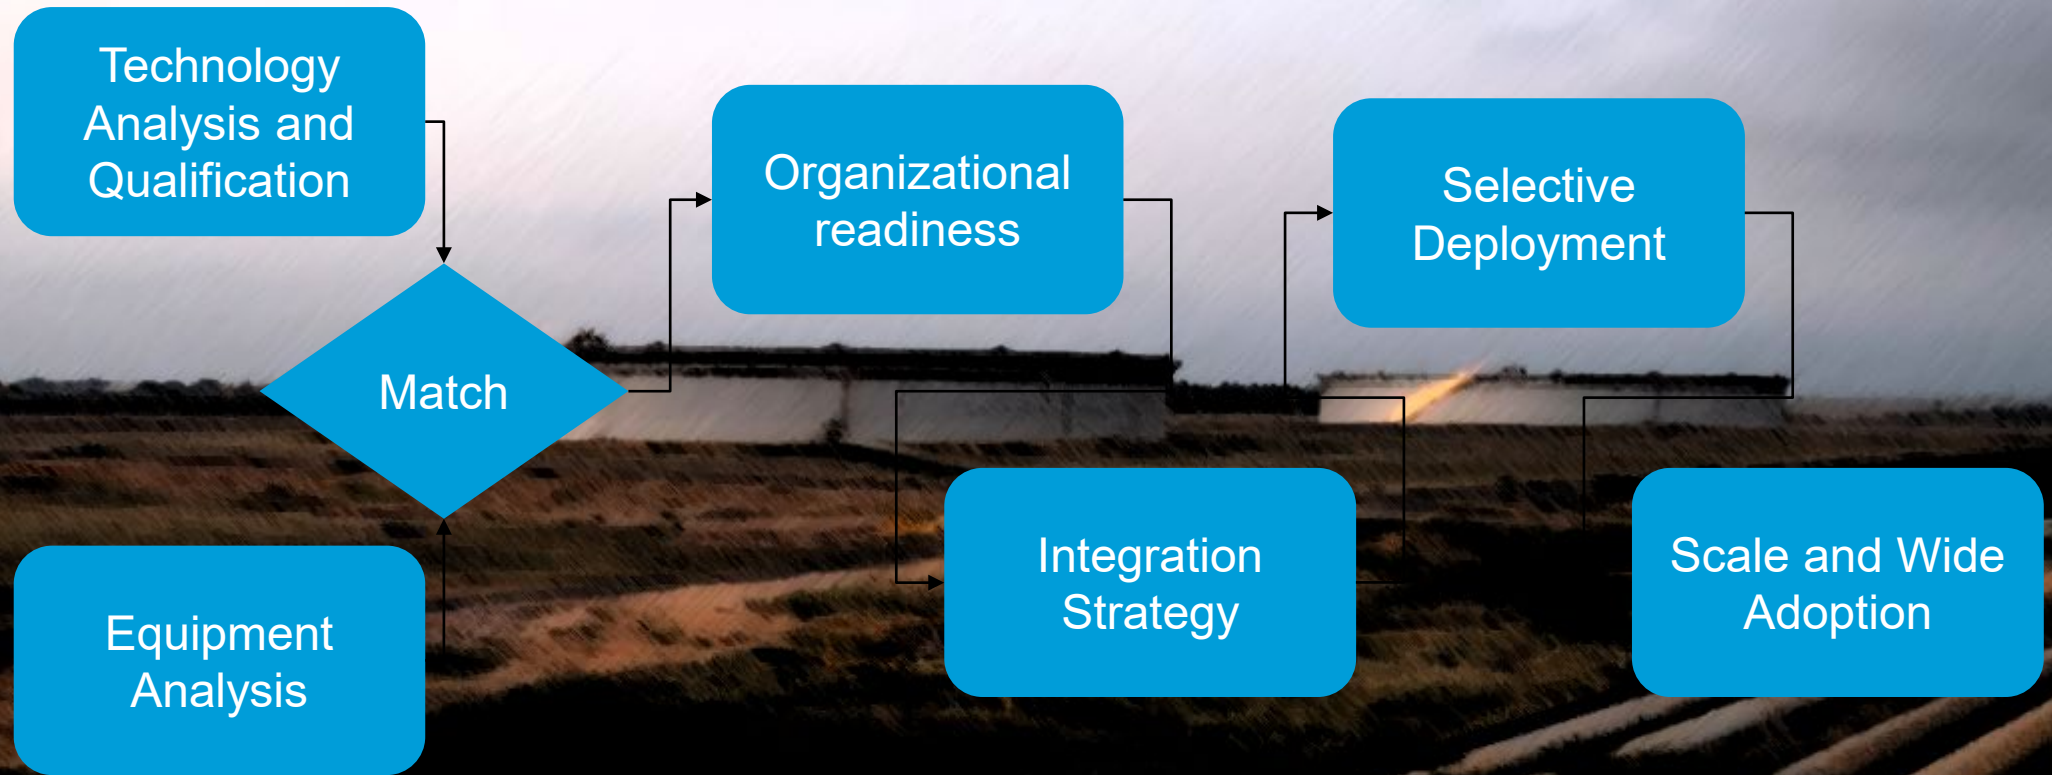 Technology
Analysis and
Qualification
Match
Equipment
Analysis
Organizational
readiness
Integration
Strategy
Selective
Deployment
Scale and Wide
Adoption